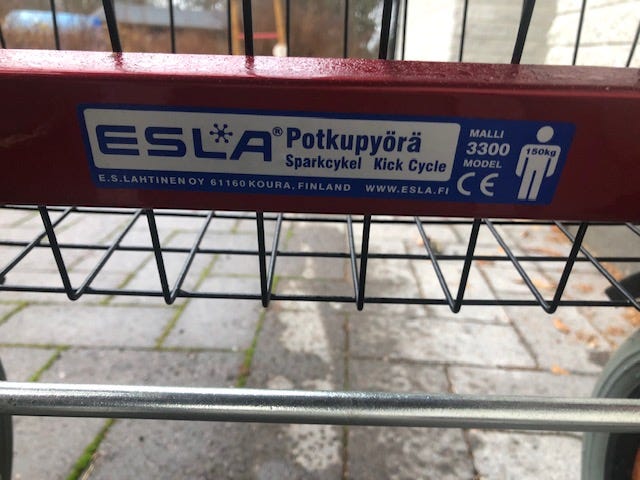 ESLA® Potkupyörä
Sparkcykel Kick Cycle
E.S.LAHTINEN OY 61160 KOURA, FINLAND WWW.ESLA.FI
MALLI
3300
MODEL
CE
150kg